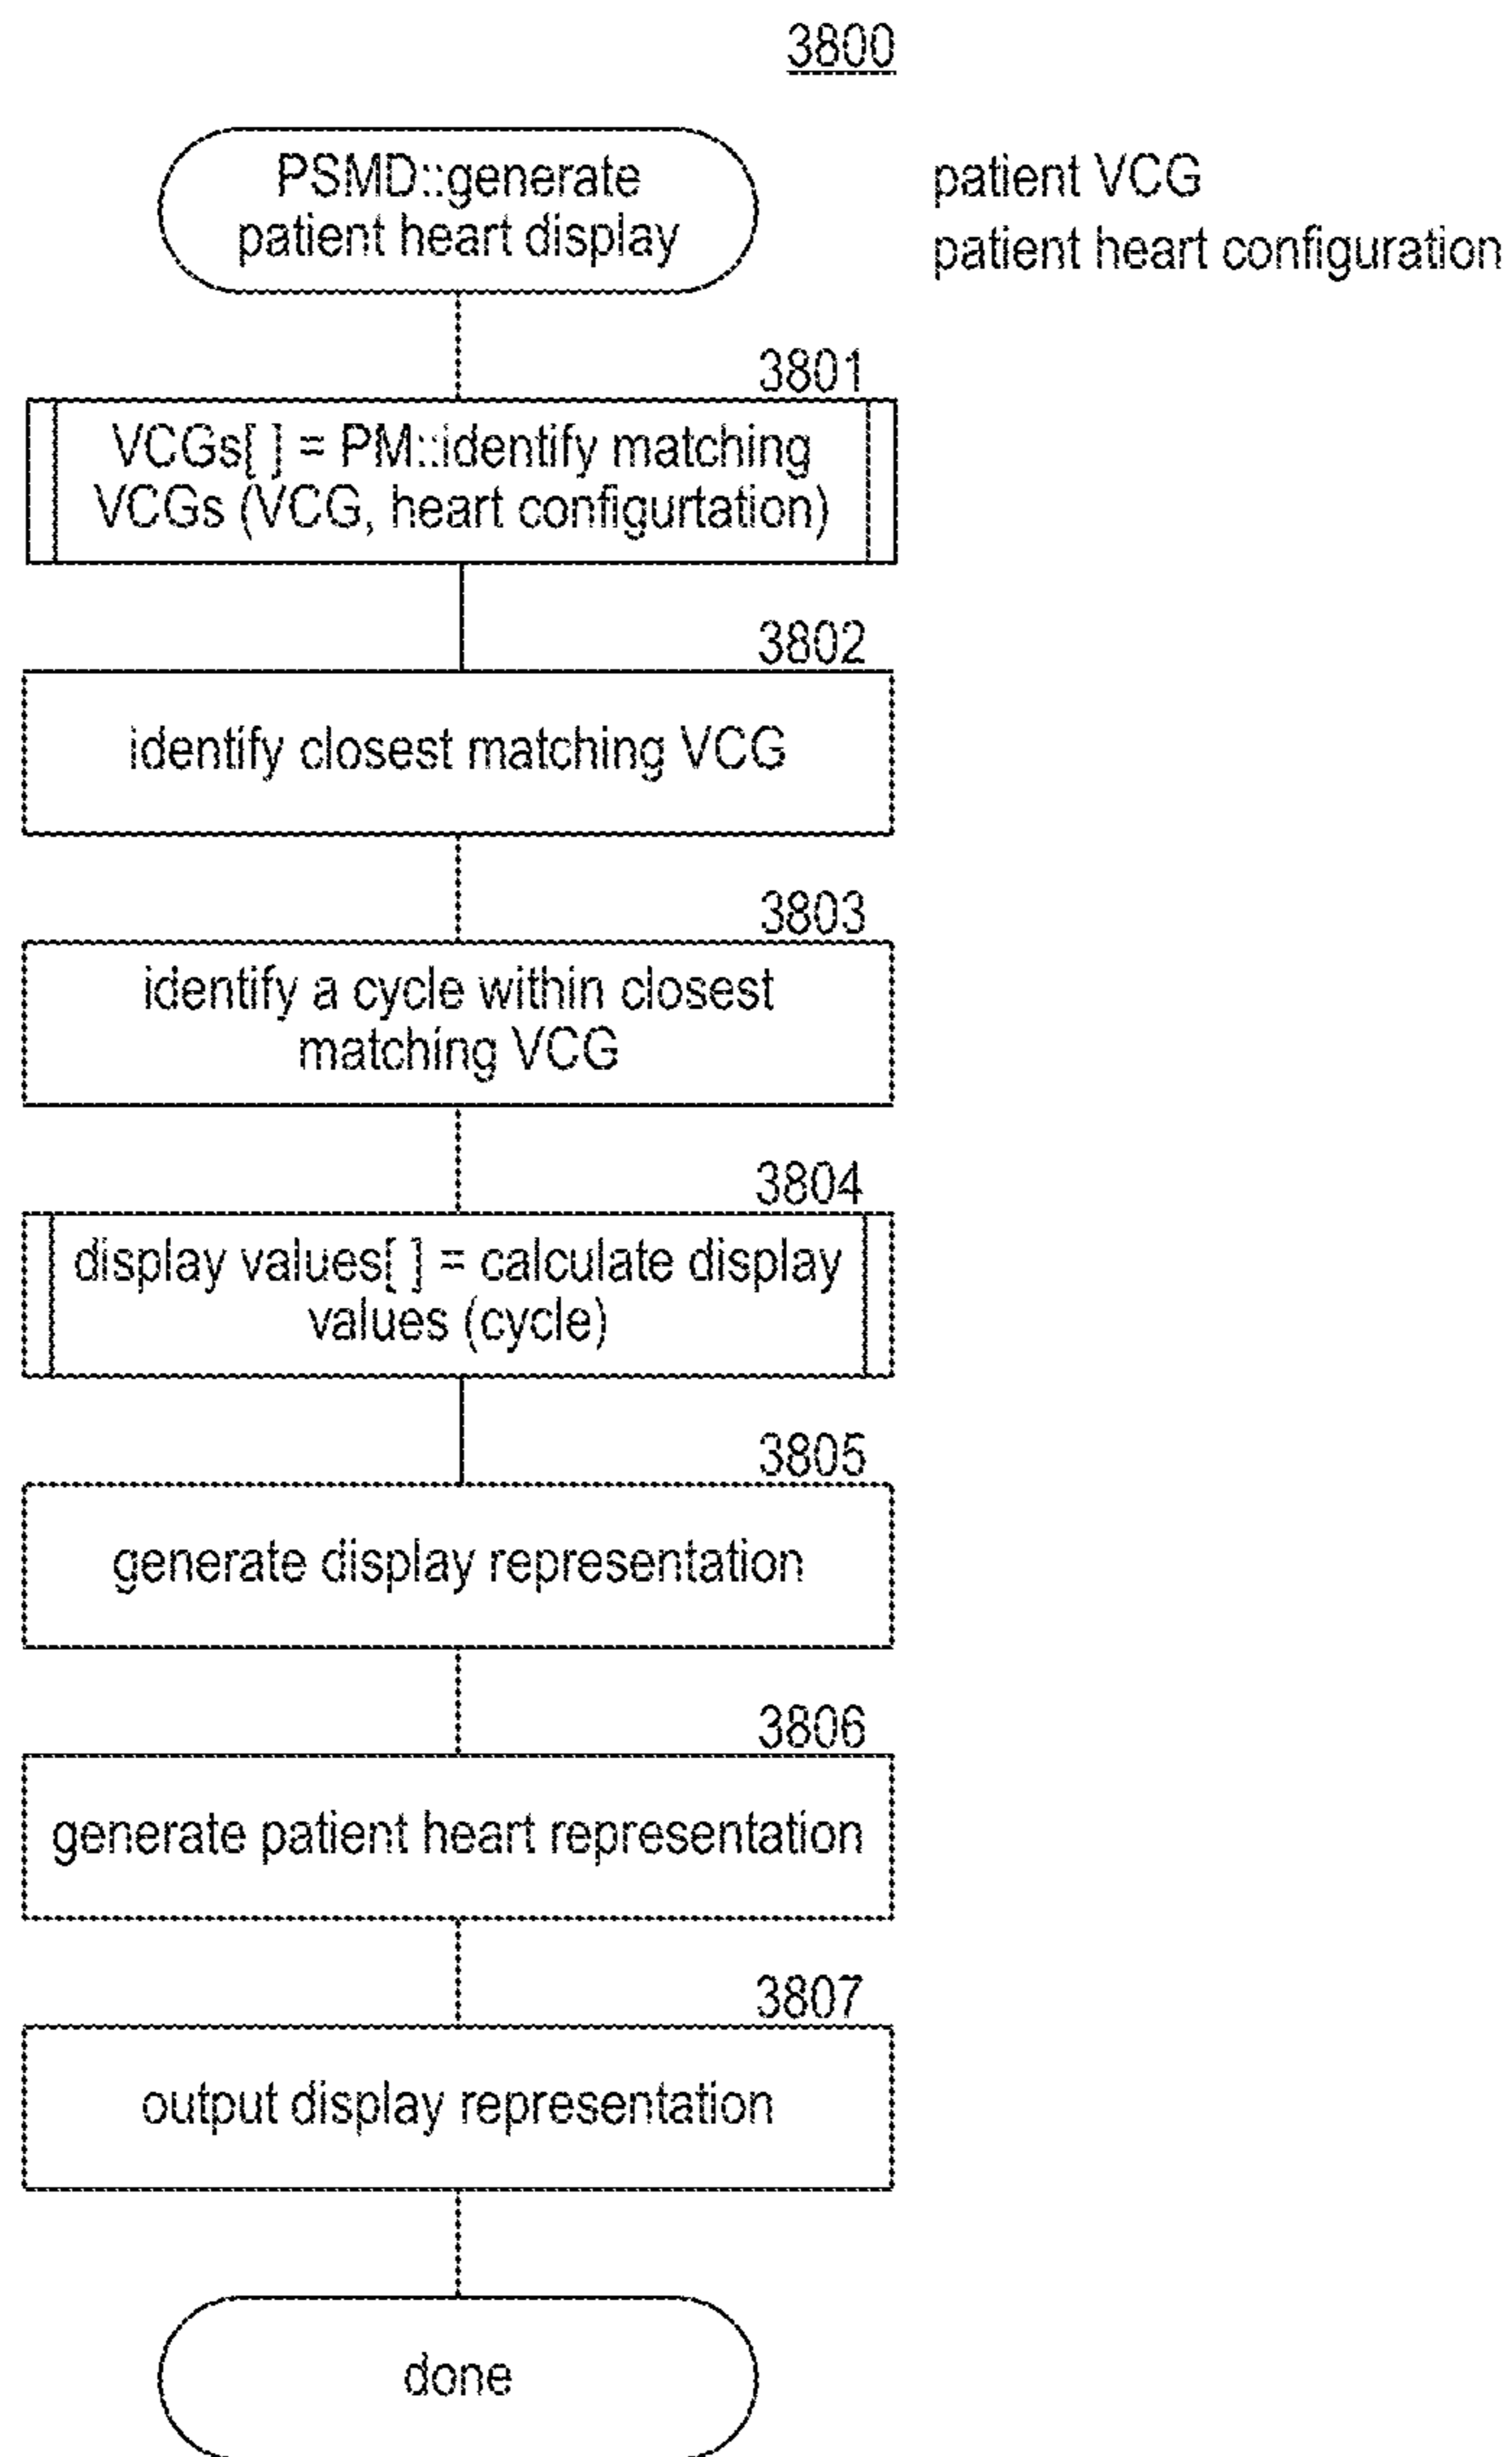 3800
PSMD::generate
patient heart display
patient VCG
patient heart configuration
3801
VCGs[ ] = PM::identify matching
VCGs (VCG, heart configurtation)
3802
identify closest matching VCG
3803
identify a cycle within closest
matching VCG
3804
display values[ ] = calculate display
values (cycle)
3805
generate display representation
3806
generate patient heart representation
3807
output display representation
done